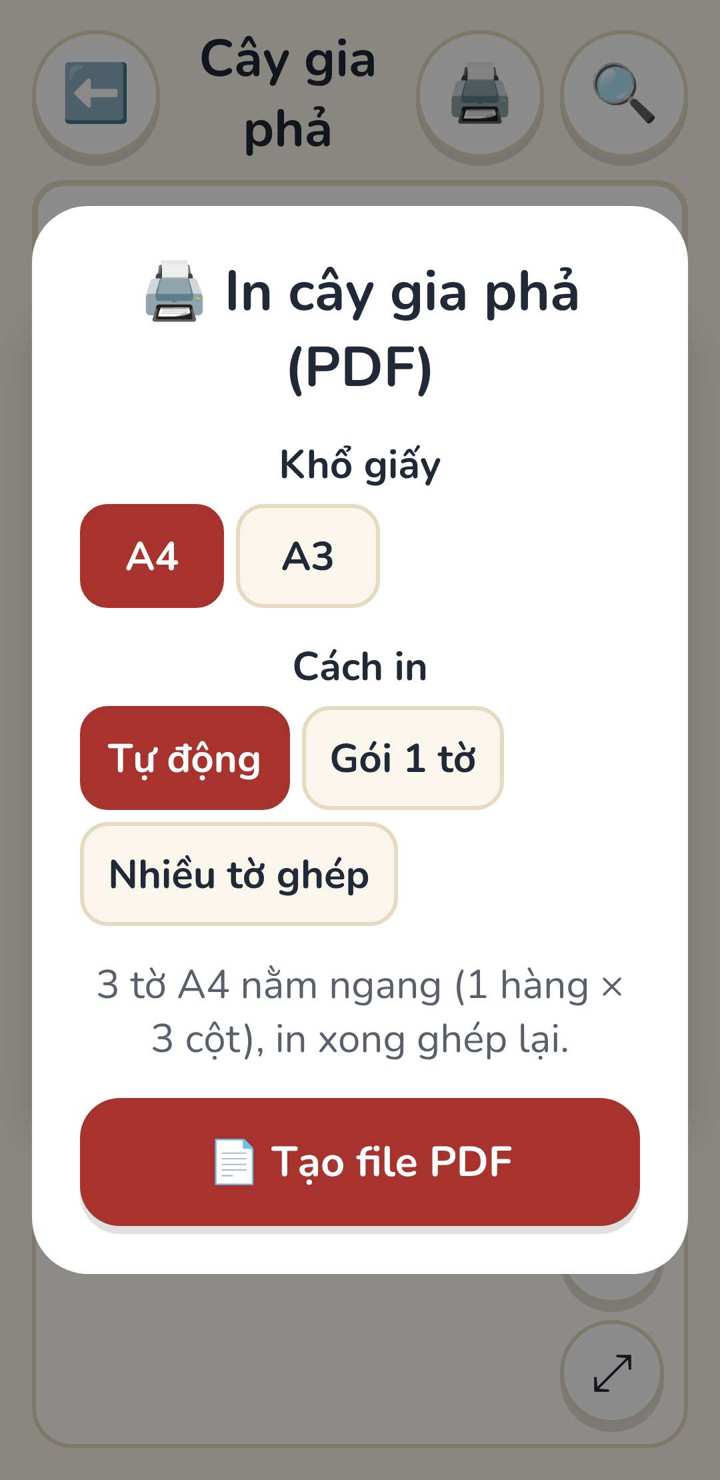 Cây gia
phả
In cây gia phả
(PDF)
Khổ giấy
A4
A3
Cách in
Tự động
Gói 1 tờ
Nhiều tờ ghép
3 tờ A4 nằm ngang (1 hàng ×
3 cột), in xong ghép lại.
Tạo file PDF